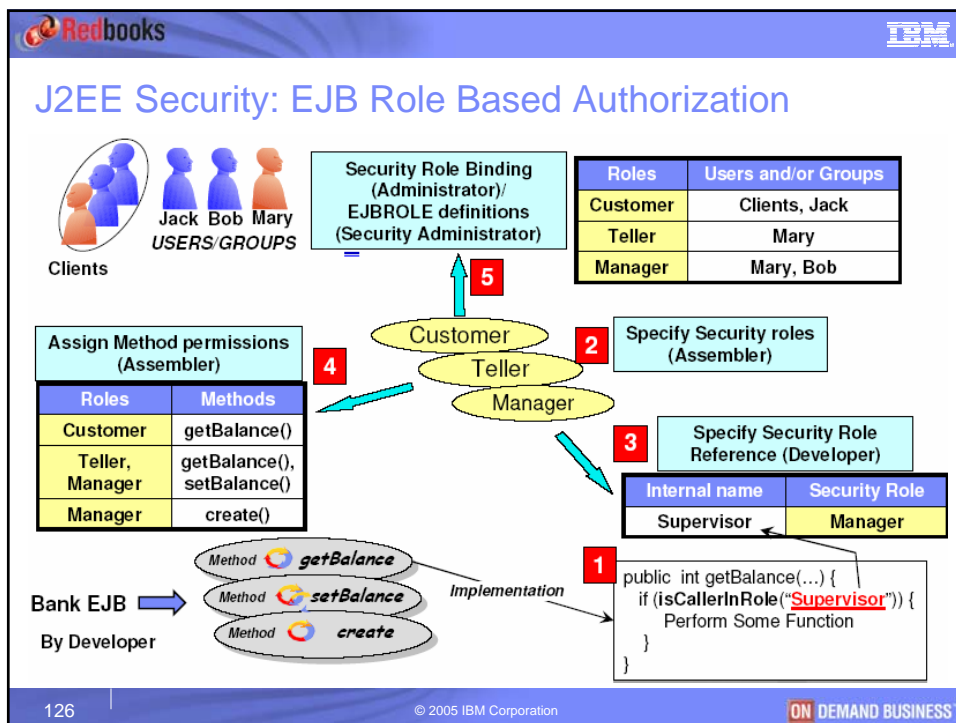 Redbooks
IBM
J2EE Security: EJB Role Based Authorization
Jack Bob Mary
USERS/GROUPS
Clients
Security Role Binding
(Administrator)/
EJBROLE definitions
(Security Administrator)
Roles Users and/or Groups
Customer Clients, Jack
Teller Mary
Manager Mary, Bob
5
Customer
Teller
Manager
2
Specify Security roles
(Assembler)
Assign Method permissions
(Assembler)
4
Roles Methods
Customer getBalance()
Teller, getBalance(),
Manager setBalance()
Manager create()
3
Specify Security Role
Reference (Developer)
Internal name Security Role
Supervisor Manager
Bank EJB
By Developer
Method getBalance
Method setBalance
Method create
Implementation
1
public int getBalance(…) {
if (isCallerInRole(“Supervisor”)) {
Perform Some Function
}
}
126
© 2005 IBM Corporation
ON DEMAND BUSINESS